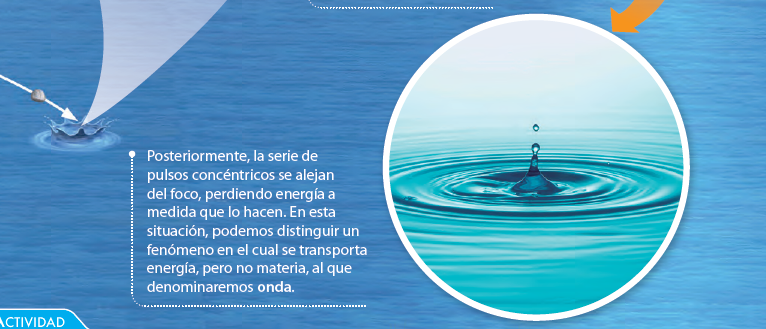 Posteriormente, la serie de
pulsos concéntricos se alejan
del foco, perdiendo energía a
medida que lo hacen. En esta
situación, podemos distinguir un
fenómeno en el cual se transporta
energía, pero no materia, al que
denominaremos onda.
ACTIVIDAD